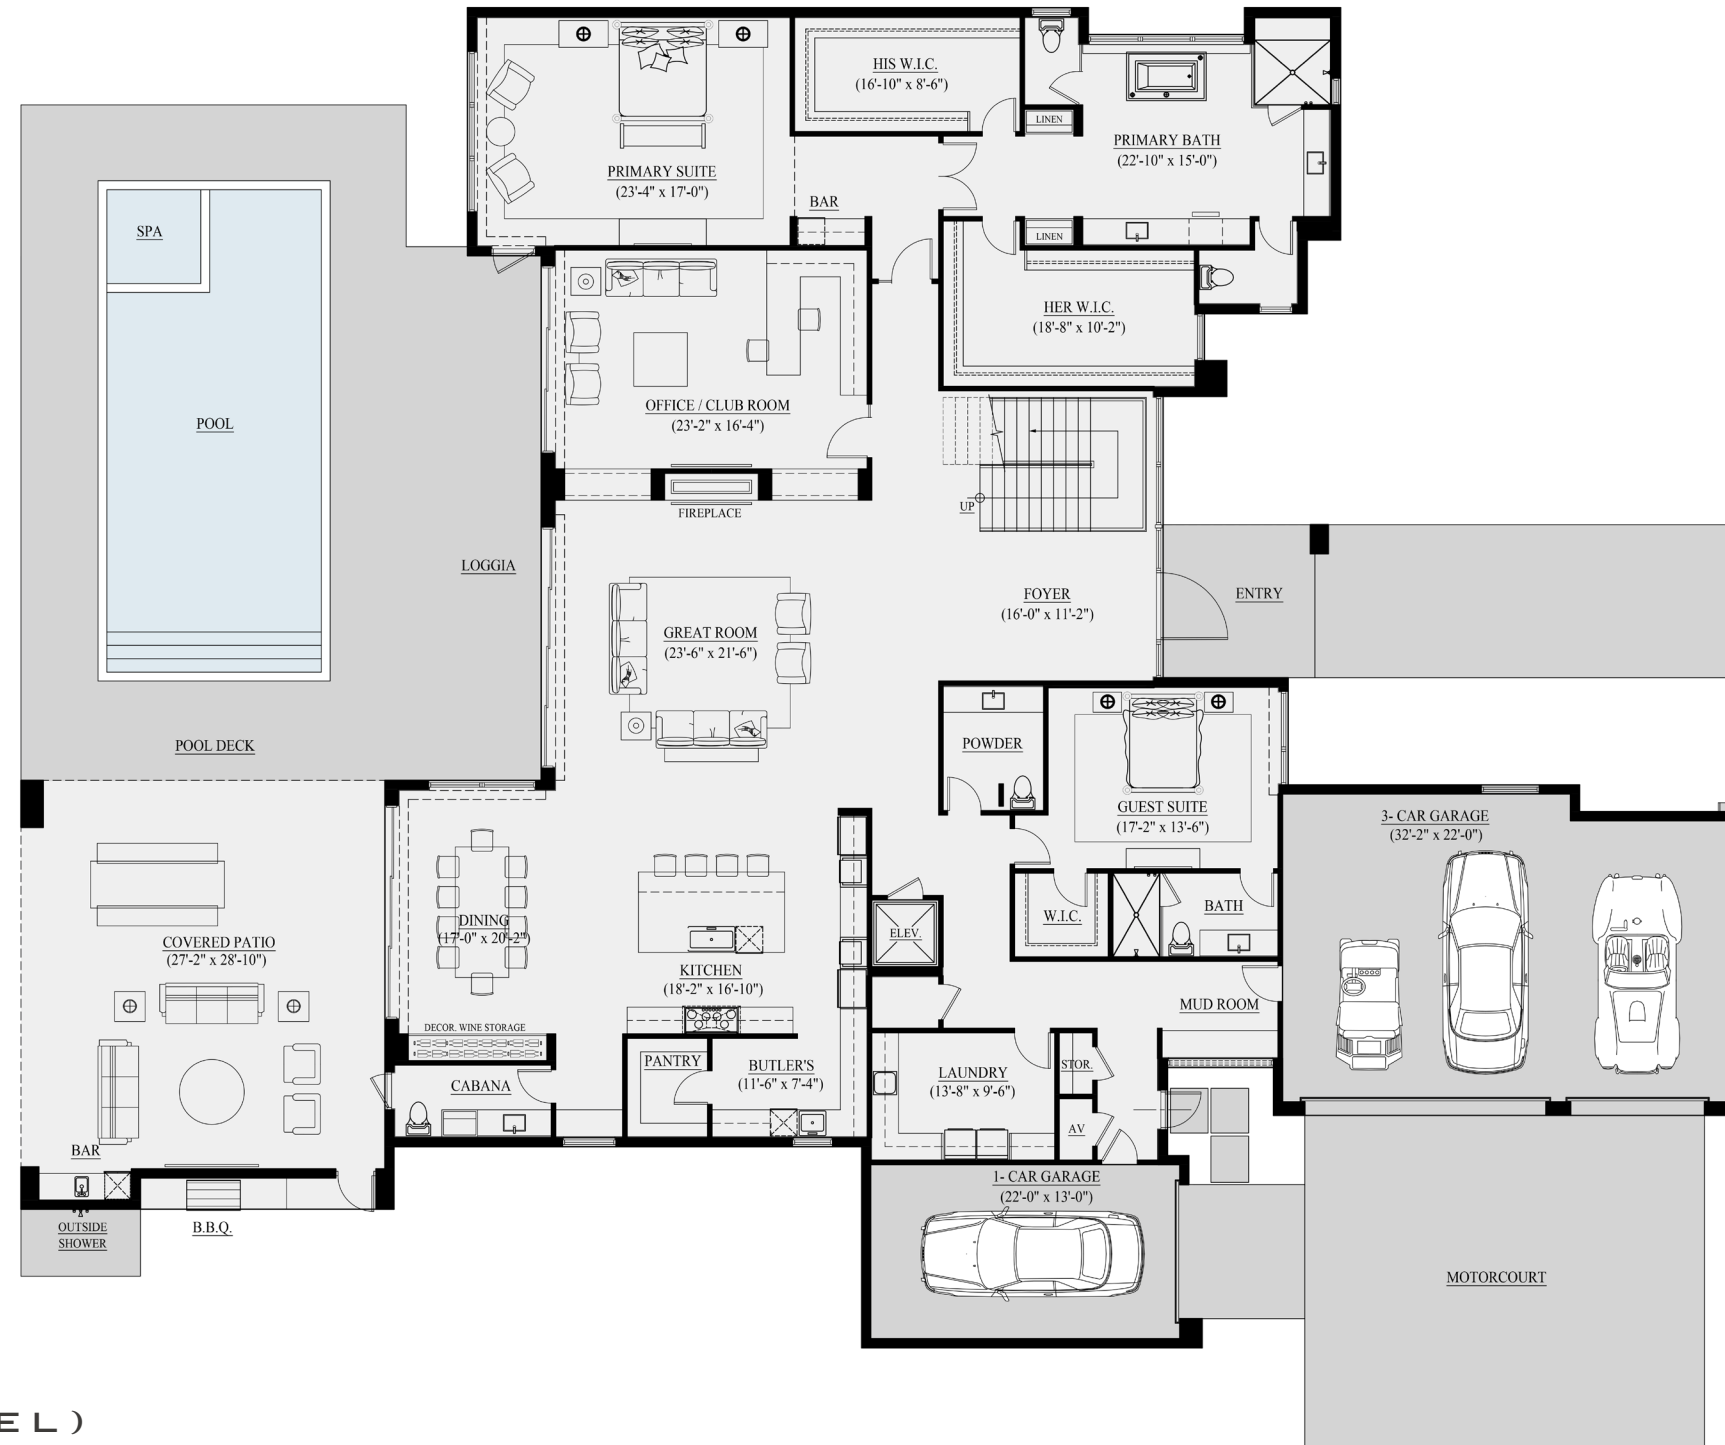 HIS W.I.C.
(16'-10" x 8'-6")
LINEN
PRIMARY BATH
(22'-10" x 15'-0")
PRIMARY SUITE
(23'-4" x 17'-0")
BAR
SPA
LINEN
HER W.I.C.
(18'-8" x 10'-2")
OFFICE / CLUB ROOM
(23'-2" x 16'-4")
POOL
UP
FIREPLACE
LOGGIA
FOYER
(16'-0" x 11'-2")
ENTRY
GREAT ROOM
(23'-6" x 21'-6")
POOL DECK
POWDER
GUEST SUITE
(17'-2" x 13'-6")
3- CAR GARAGE
(32'-2" x 22'-0")
W.I.C.
BATH
DINING
(17'-0" x 20'-2")
ELEV.
COVERED PATIO
(27'-2" x 28'-10")
KITCHEN
(18'-2" x 16'-10")
MUD ROOM
DECOR. WINE STORAGE
PANTRY
BUTLER'S
(11'-6" x 7'-4")
LAUNDRY
(13'-8" x 9'-6")
STOR.
CABANA
AV
BAR
1- CAR GARAGE
(22'-0" x 13'-0")
OUTSIDE
SHOWER
B.B.Q.
MOTORCOURT
EL)